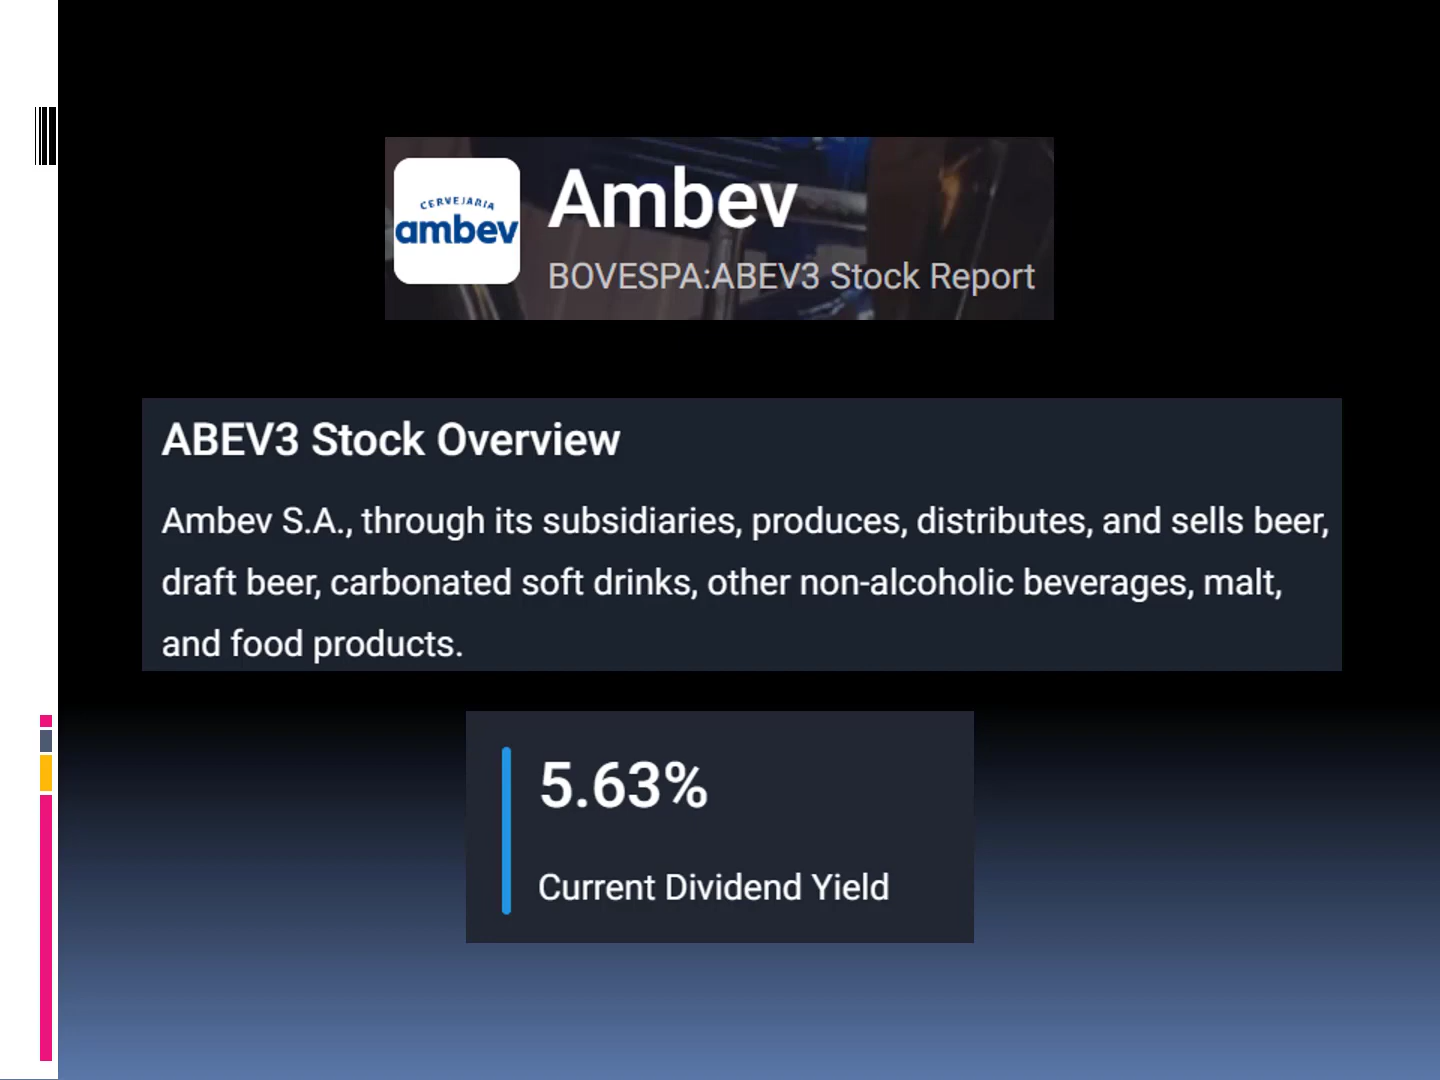 CERVEJARIA
ambev
Ambev
BOVESPA:ABEV3 Stock Report
ABEV3 Stock Overview
Ambev S.A., through its subsidiaries, produces, distributes, and sells beer,
draft beer, carbonated soft drinks, other non-alcoholic beverages, malt,
and food products.
5.63%
Current Dividend Yield